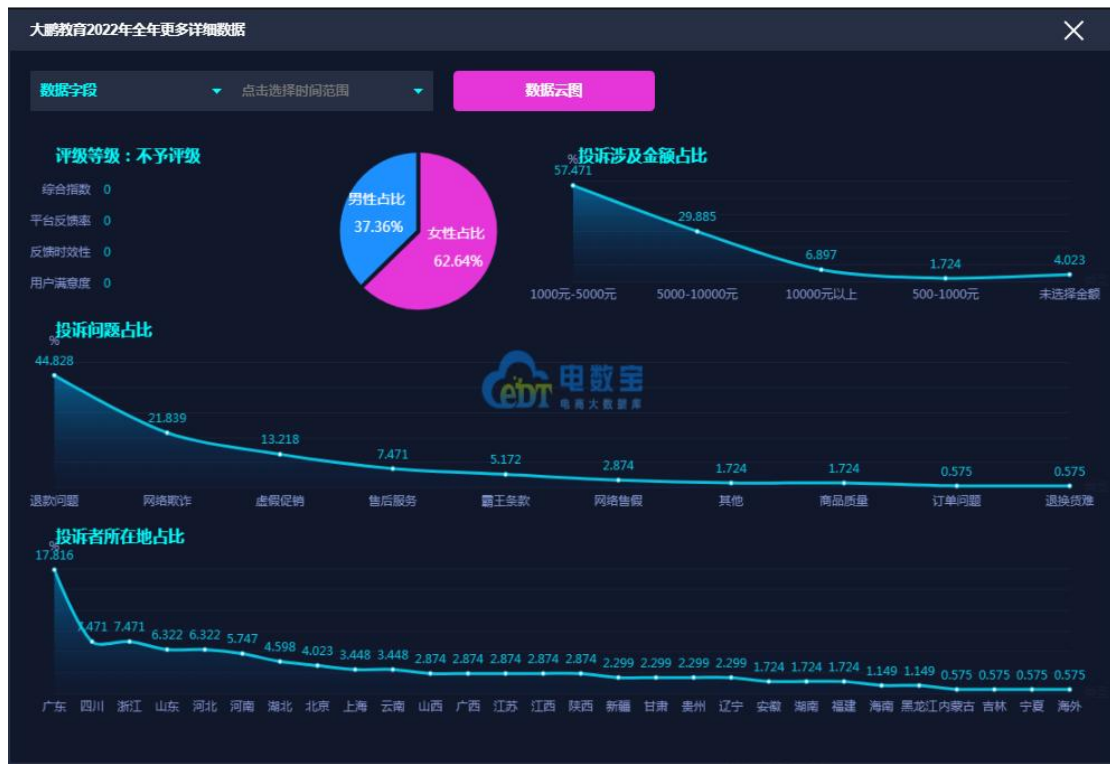 大鹏教育2022年全年更多详细数据
数据字段 点击选择时间范围 数据云图
评级等级：不予评级
综合指数 0
平台反馈率 0
反馈时效性 0
用户满意度 0
男性占比
37.36%
女性占比
62.64%
% 投诉涉及金额占比
57.471 29.885 6.897 1.724 4.023
1000元-5000元 5000-10000元 10000元以上 500-1000元 未选择金额
% 投诉问题占比
44.828 21.839 13.218 7.471 5.172 2.874 1.724 1.724 0.575 0.575
退款问题 网络欺诈 虚假促销 售后服务 霸王条款 网络售假 其他 商品质量 订单问题 退换货难
eDT 电数宝
电商大数据库
% 投诉者所在地占比
17.816 7.471 7.471 6.322 6.322 5.747 4.598 4.023 3.448 3.448 2.874 2.874 2.874 2.874 2.874 2.299 2.299 2.299 2.299 1.724 1.724 1.724 1.149 1.149 0.575 0.575 0.575 0.575
广东 四川 浙江 山东 河北 河南 湖北 北京 上海 云南 山西 广西 江苏 江西 陕西 新疆 甘肃 贵州 辽宁 安徽 湖南 福建 海南 黑龙江 内蒙古 吉林 宁夏 海外